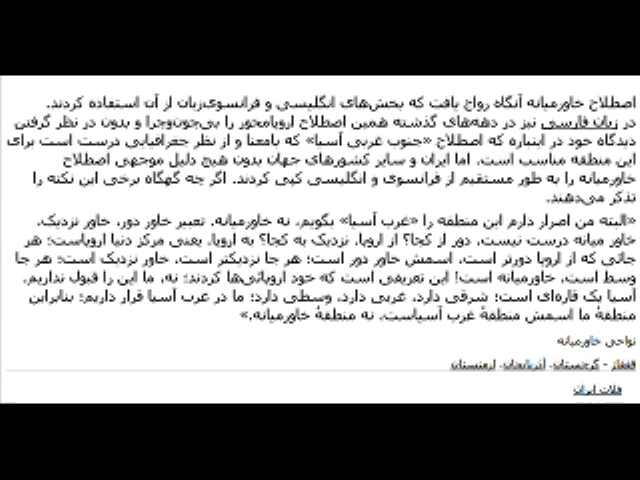 اصطلاح خاورمیانه آنگاه رواج یافت که بخش‌های انگلیسی و فرانسوی‌زبان از آن استفاده کردند.
در زبان فارسی نیز در دهه‌های گذشته همین اصطلاح اروپامحور را بی‌چون‌وچرا و بدون در نظر گرفتن
دیدگاه خود در اینباره که اصطلاح «جنوب غربی آسیا» که بامعنا و از نظر جغرافیایی درست است برای
این منطقه مناسب است، اما ایران و سایر کشورهای جهان بدون هیچ دلیل موجهی اصطلاح
خاورمیانه را به طور مستقیم از فرانسوی و انگلیسی کپی کردند. اگر چه گهگاه برخی این نکته را
تذکر می‌دهند.
«البته من اصرار دارم این منطقه را «غرب آسیا» بگویم، نه خاورمیانه. تعبیر خاور دور، خاور نزدیک،
خاور میانه درست نیست. دور از کجا؟ از اروپا. نزدیک به کجا؟ به اروپا. یعنی مرکز دنیا اروپاست؛ هر
جائی که از اروپا دورتر است، اسمش خاور دور است؛ هر جا نزدیکتر است، خاور نزدیک است؛ هر جا
وسط است، خاورمیانه است! این تعریفی است که خود اروپائی‌ها کردند؛ نه، ما این را قبول نداریم.
آسیا یک قاره‌ای است؛ شرقی دارد، غربی دارد، وسطی دارد؛ ما در غرب آسیا قرار داریم؛ بنابراین
منطقهٔ ما اسمش منطقهٔ غرب آسیاست، نه منطقهٔ خاورمیانه.»
نواحی خاورمیانه
قفقاز - گرجستان، آذربایجان، ارمنستان
فلات ایران